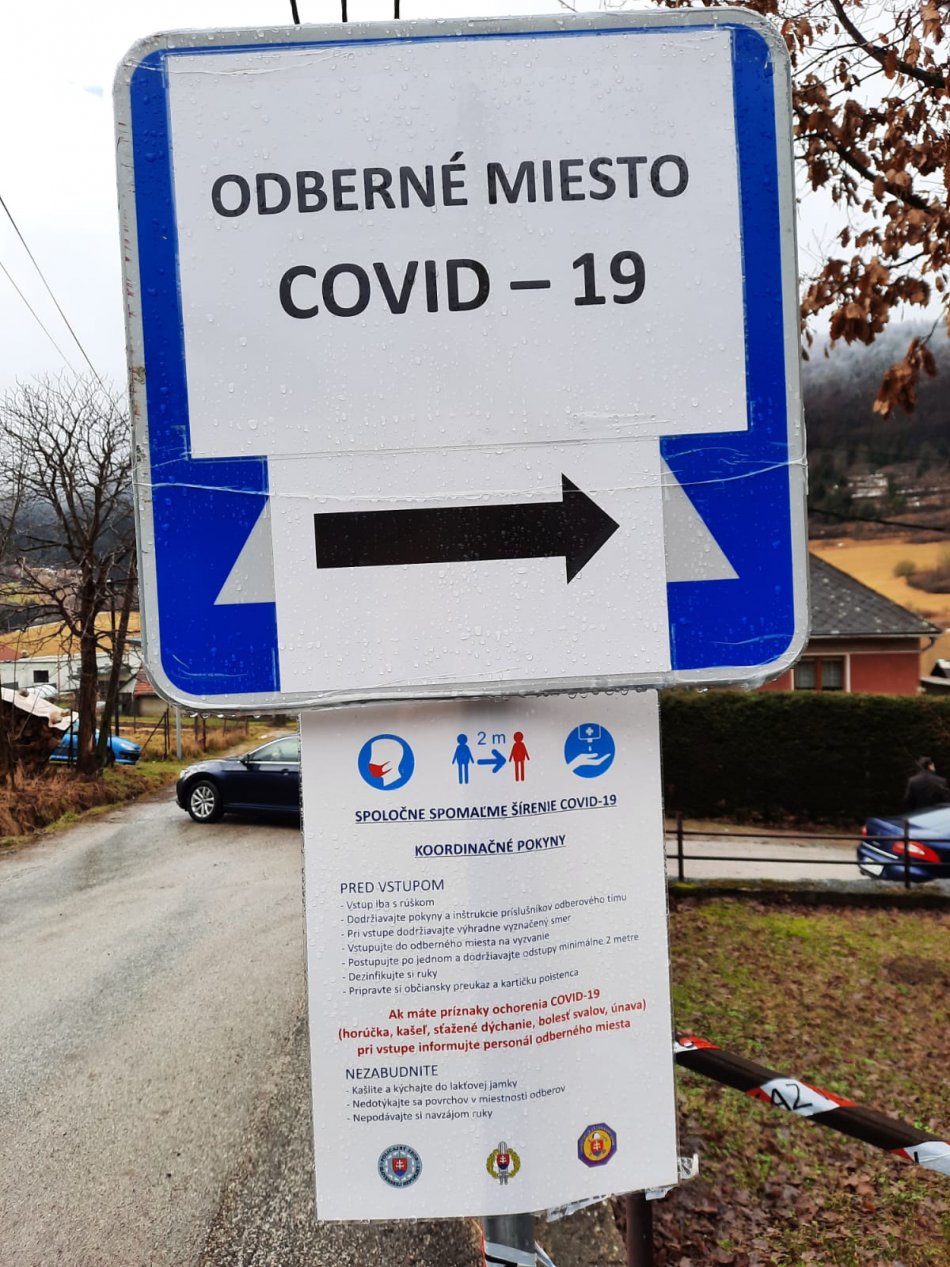 ODBERNÉ MIESTO
COVID – 19
2 m
SPOLOČNE SPOMAĽME ŠÍRENIE COVID-19
KOORDINAČNÉ POKYNY
PRED VSTUPOM
- Vstup iba s rúškom
- Dodržiavajte pokyny a inštrukcie príslušníkov odberového tímu
- Pri vstupe dodržiavajte výhradne vyznačený smer
- Vstupujte do odberného miesta na vyzvanie
- Postupujte po jednom a dodržiavajte odstupy minimálne 2 metre
- Dezinfikujte si ruky
- Pripravte si občiansky preukaz a kartičku poistenca
Ak máte príznaky ochorenia COVID-19
(horúčka, kašeľ, sťažené dýchanie, bolesť svalov, únava)
pri vstupe informujte personál odberného miesta
NEZABUDNITE
- Kašlite a kýchajte do lakťovej jamky
- Nedotýkajte sa povrchov v miestnosti odberov
- Nepodávajte si navzájom ruky